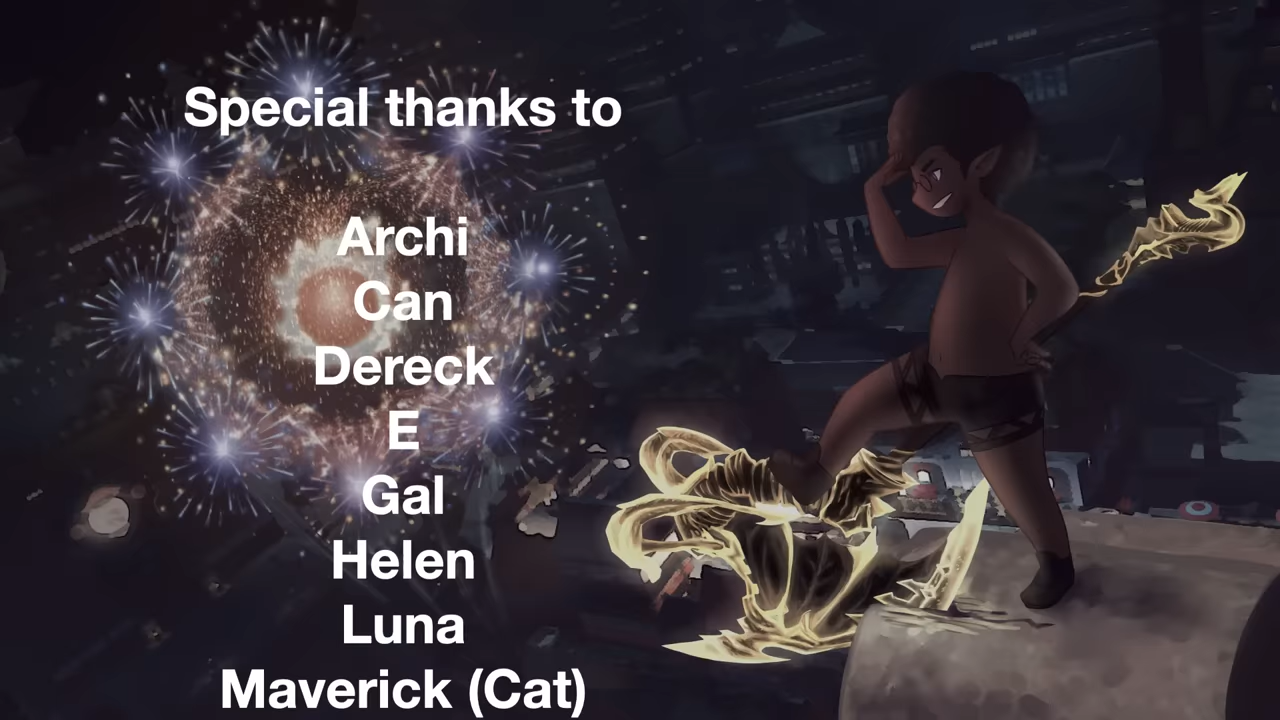 Special thanks to
Archi
Can
Dereck
E
Gal
Helen
Luna
Maverick (Cat)